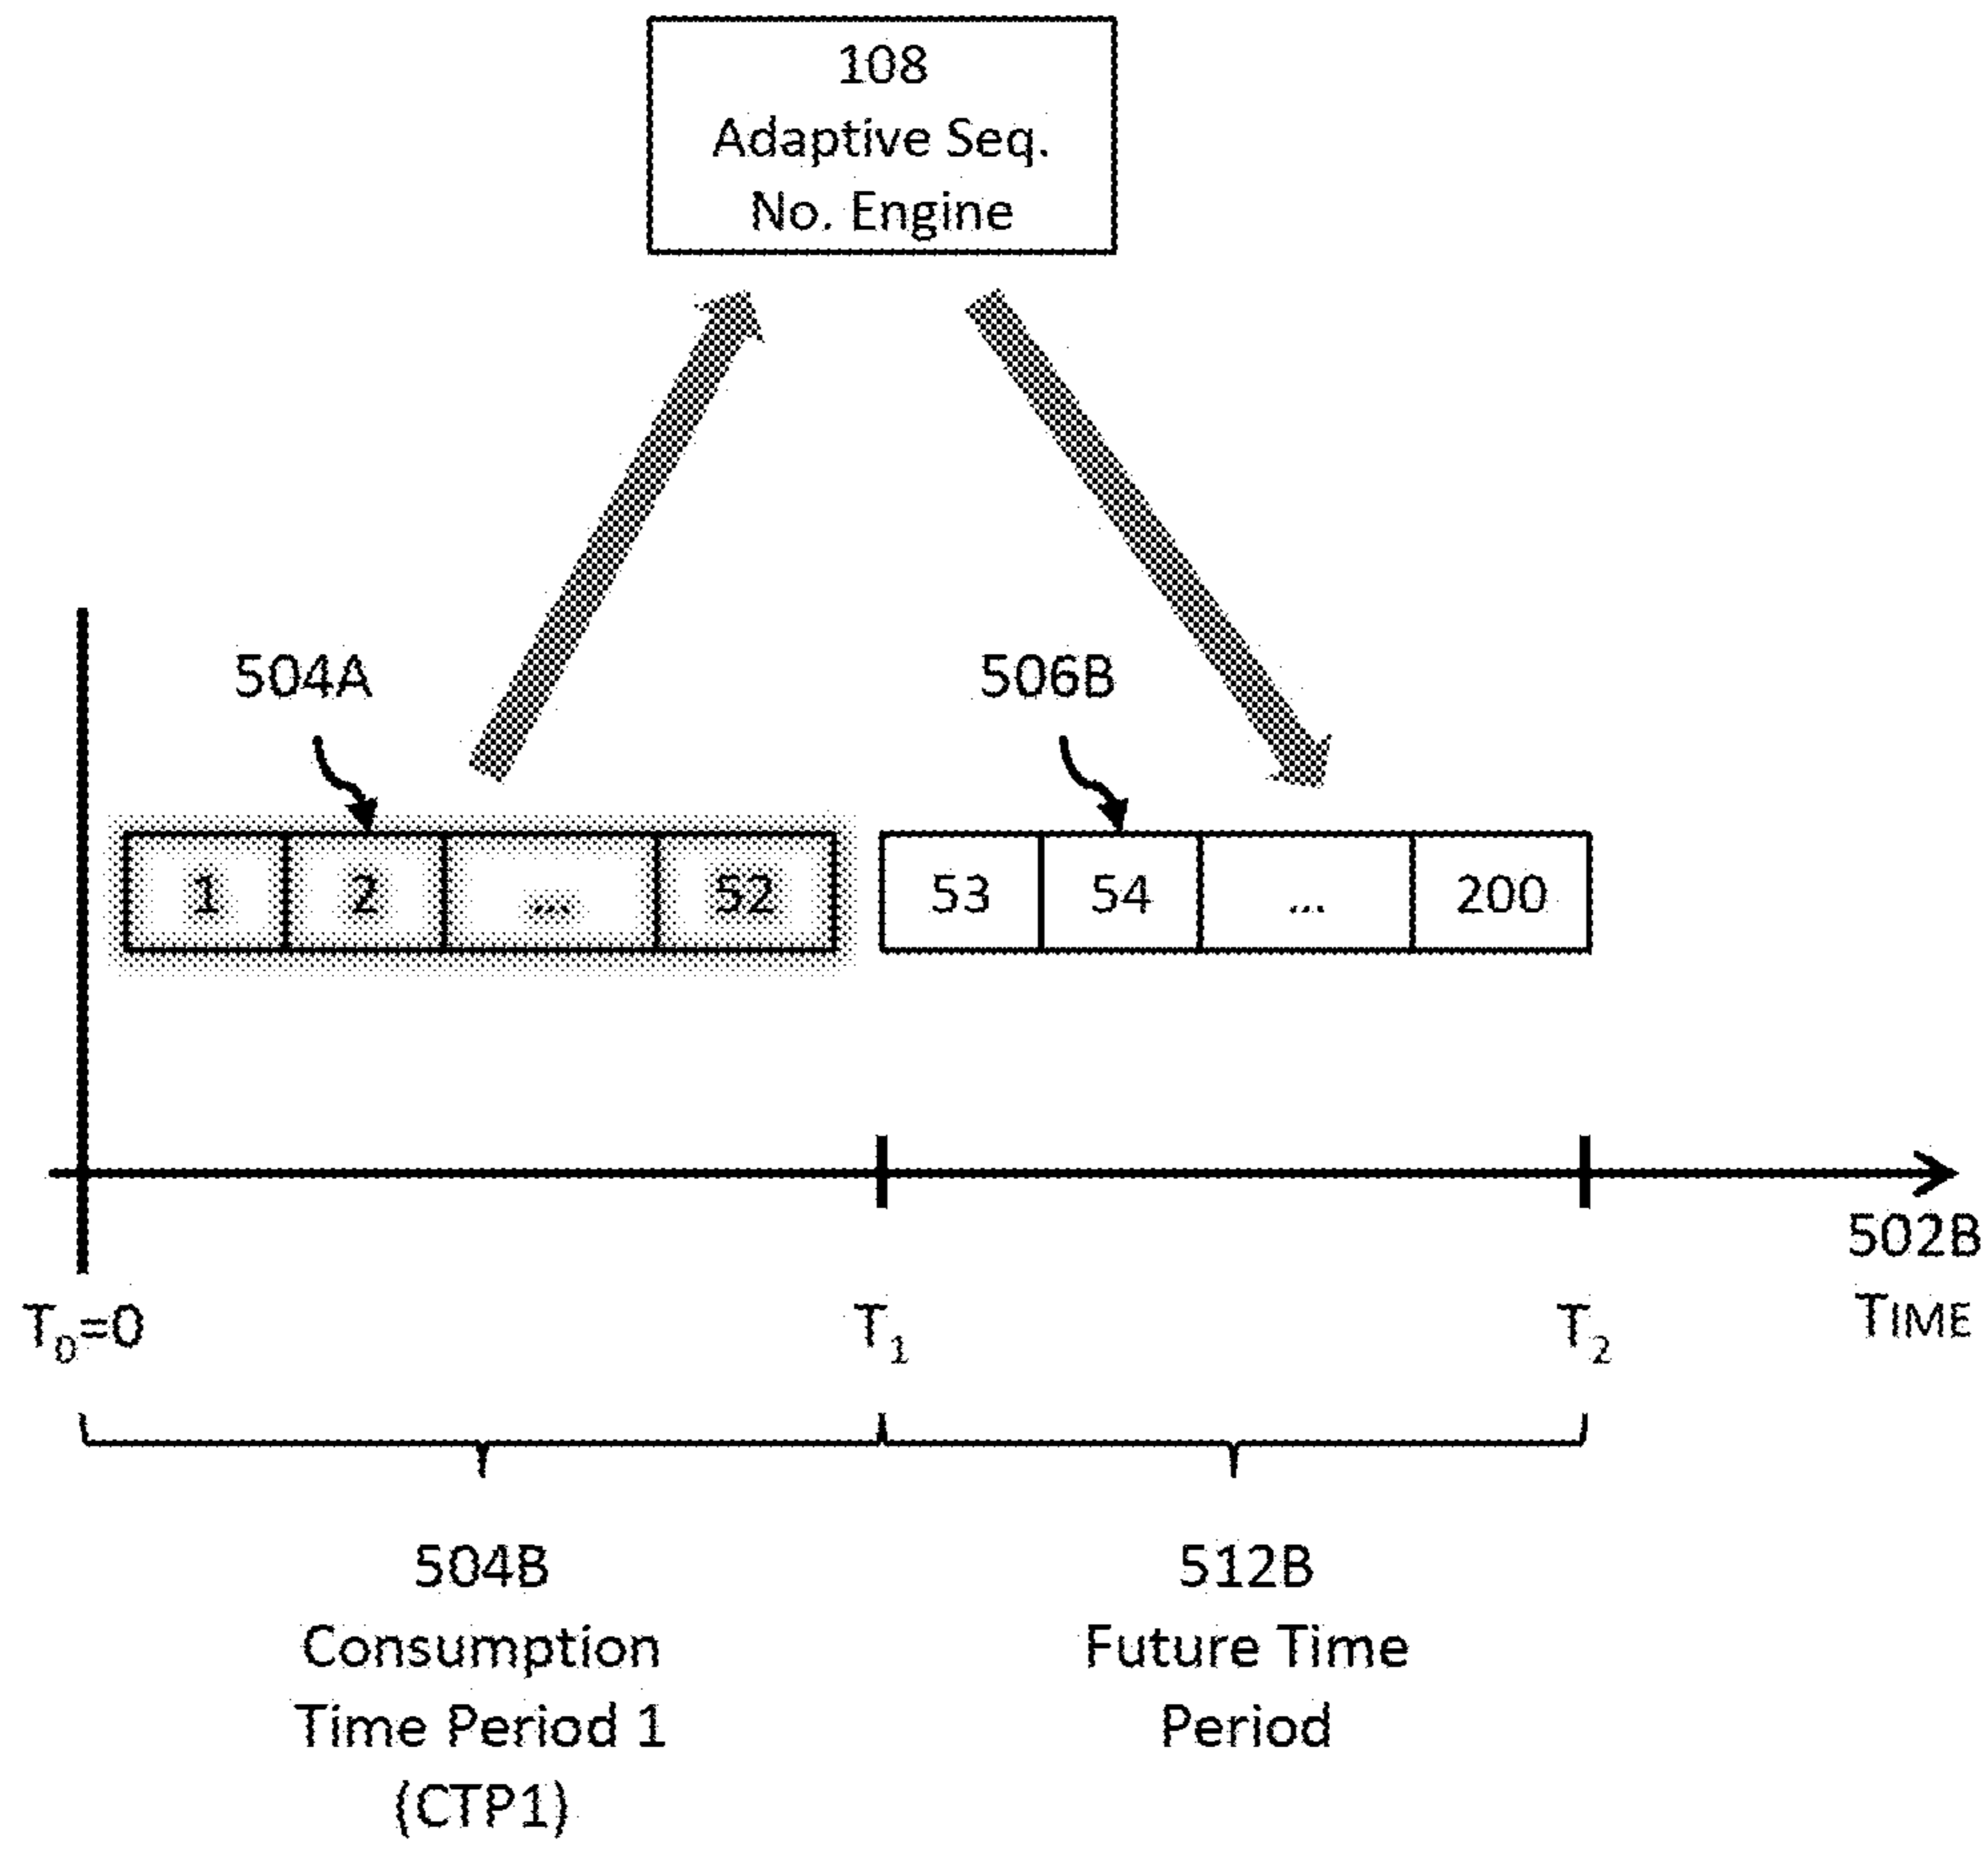 108
Adaptive Seq.
No. Engine
504A
506B
1 2 ... 52 53 54 ... 200
502B
TIME
T0=0 T1 T2
504B
Consumption
Time Period 1
(CTP1)
512B
Future Time
Period